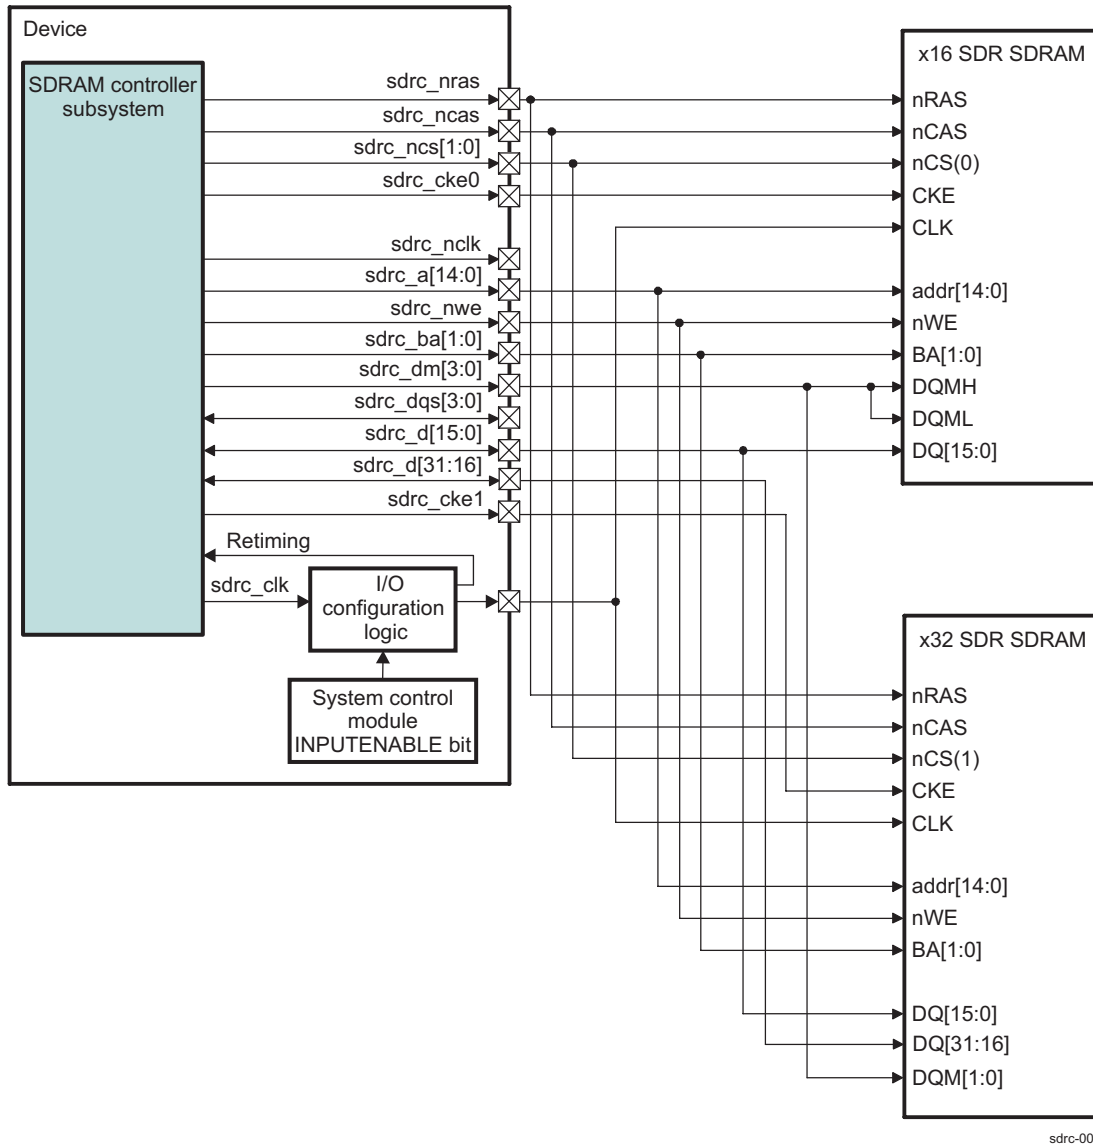 Device
SDRAM controller
subsystem
sdrc_nras
sdrc_ncas
sdrc_ncs[1:0]
sdrc_cke0
sdrc_nclk
sdrc_a[14:0]
sdrc_nwe
sdrc_ba[1:0]
sdrc_dm[3:0]
sdrc_dqs[3:0]
sdrc_d[15:0]
sdrc_d[31:16]
sdrc_cke1
Retiming
sdrc_clk
I/O
configuration
logic
System control
module
INPUTENABLE bit
x16 SDR SDRAM
nRAS
nCAS
nCS(0)
CKE
CLK
addr[14:0]
nWE
BA[1:0]
DQMH
DQML
DQ[15:0]
x32 SDR SDRAM
nRAS
nCAS
nCS(1)
CKE
CLK
addr[14:0]
nWE
BA[1:0]
DQ[15:0]
DQ[31:16]
DQM[1:0]
sdrc-00